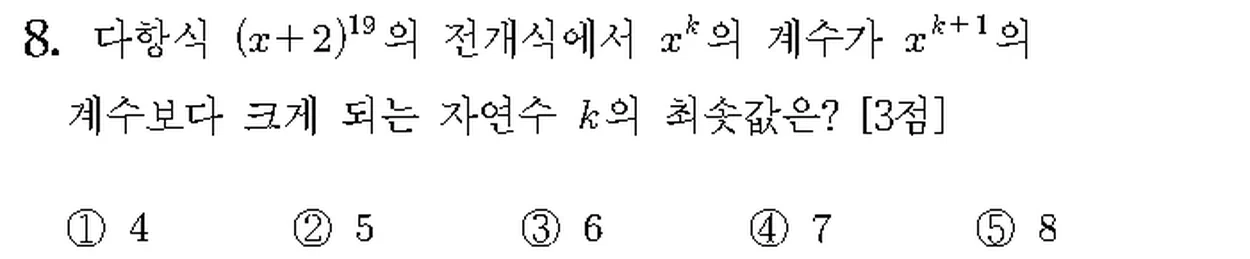 8. 다항식 (x+2)^19의 전개식에서 x^k의 계수가 x^{k+1}의
계수보다 크게 되는 자연수 k의 최솟값은? [3점]
① 4 ② 5 ③ 6 ④ 7 ⑤ 8